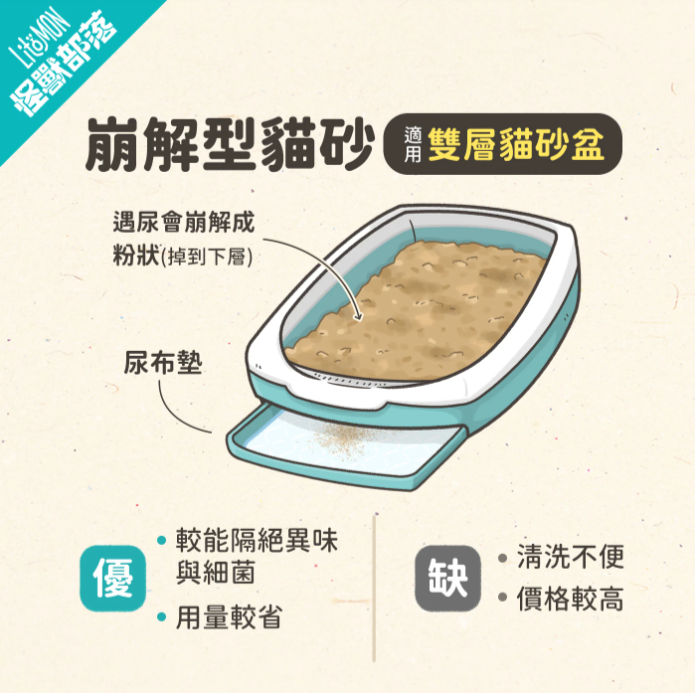 LitoMON
怪獸部落
崩解型貓砂
適用
雙層貓砂盆
遇尿會崩解成
粉狀(掉到下層)
尿布墊
優
• 較能隔絕異味
與細菌
• 用量較省
缺
• 清洗不便
• 價格較高